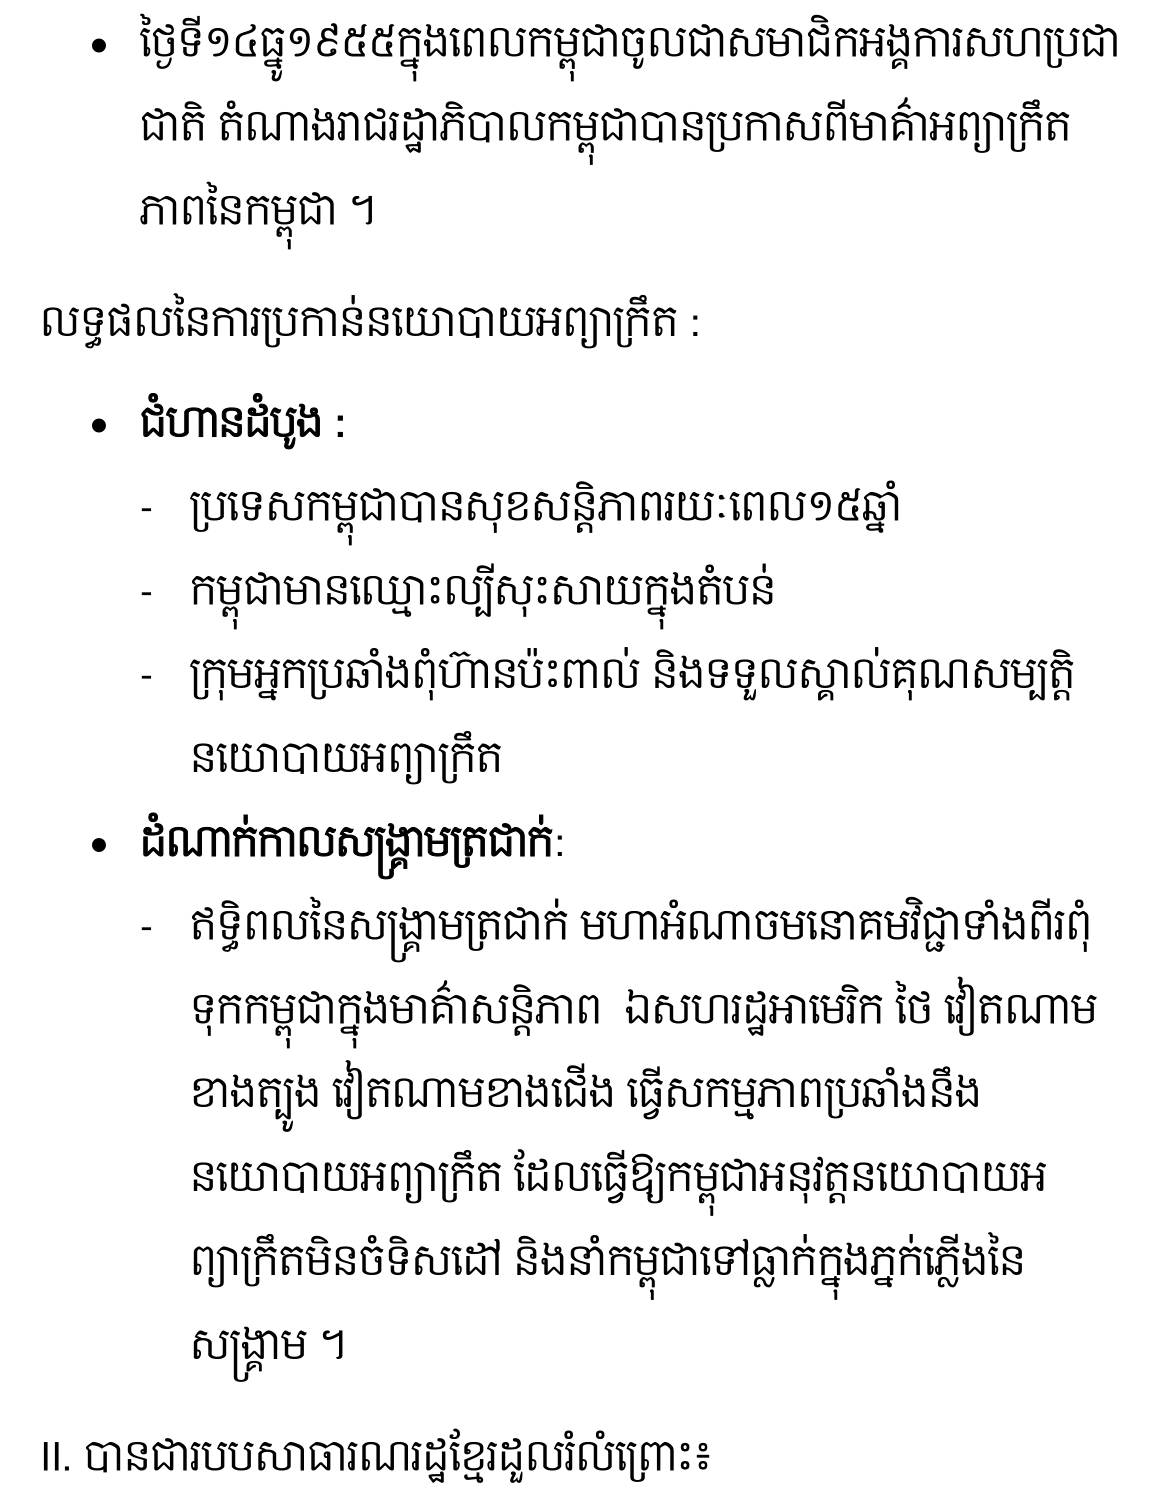 • ថ្ងៃទី១៤ធ្នូ១៩៥៥ក្នុងពេលកម្ពុជាចូលជាសមាជិកអង្គការសហប្រជា
ជាតិ តំណាងរាជរដ្ឋាភិបាលកម្ពុជាបានប្រកាសពីមាគ៌ាអព្យាក្រឹត
ភាពនៃកម្ពុជា ។
លទ្ធផលនៃការប្រកាន់នយោបាយអព្យាក្រឹត :
• ជំហានដំបូង :
- ប្រទេសកម្ពុជាបានសុខសន្តិភាពរយៈពេល១៥ឆ្នាំ
- កម្ពុជាមានឈ្មោះល្បីសុះសាយក្នុងតំបន់
- ក្រុមអ្នកប្រឆាំងពុំហ៊ានប៉ះពាល់ និងទទួលស្គាល់គុណសម្បត្តិ
នយោបាយអព្យាក្រឹត
• ដំណាក់កាលសង្គ្រាមត្រជាក់:
- ឥទ្ធិពលនៃសង្គ្រាមត្រជាក់ មហាអំណាចមនោគមវិជ្ជាទាំងពីរពុំ
ទុកកម្ពុជាក្នុងមាគ៌ាសន្តិភាព ឯសហរដ្ឋអាមេរិក ថៃ វៀតណាម
ខាងត្បូង វៀតណាមខាងជើង ធ្វើសកម្មភាពប្រឆាំងនឹង
នយោបាយអព្យាក្រឹត ដែលធ្វើឱ្យកម្ពុជាអនុវត្តនយោបាយអ
ព្យាក្រឹតមិនចំទិសដៅ និងនាំកម្ពុជាទៅធ្លាក់ក្នុងភ្នក់ភ្លើងនៃ
សង្គ្រាម ។
II. បានជារបបសាធារណរដ្ឋខ្មែរដួលរំលំព្រោះ៖